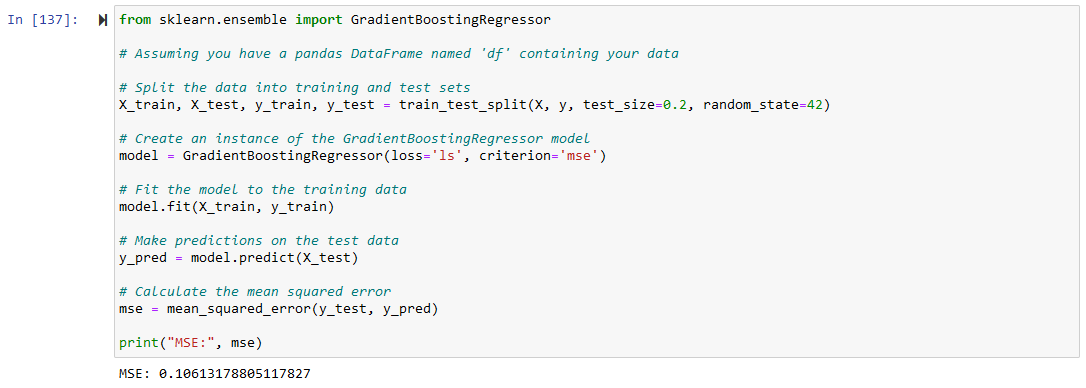 In [137]:
from sklearn.ensemble import GradientBoostingRegressor
# Assuming you have a pandas DataFrame named 'df' containing your data
# Split the data into training and test sets
X_train, X_test, y_train, y_test = train_test_split(X, y, test_size=0.2, random_state=42)
# Create an instance of the GradientBoostingRegressor model
model = GradientBoostingRegressor(loss='ls', criterion='mse')
# Fit the model to the training data
model.fit(X_train, y_train)
# Make predictions on the test data
y_pred = model.predict(X_test)
# Calculate the mean squared error
mse = mean_squared_error(y_test, y_pred)
print("MSE:", mse)
MSE: 0.10613178805117827